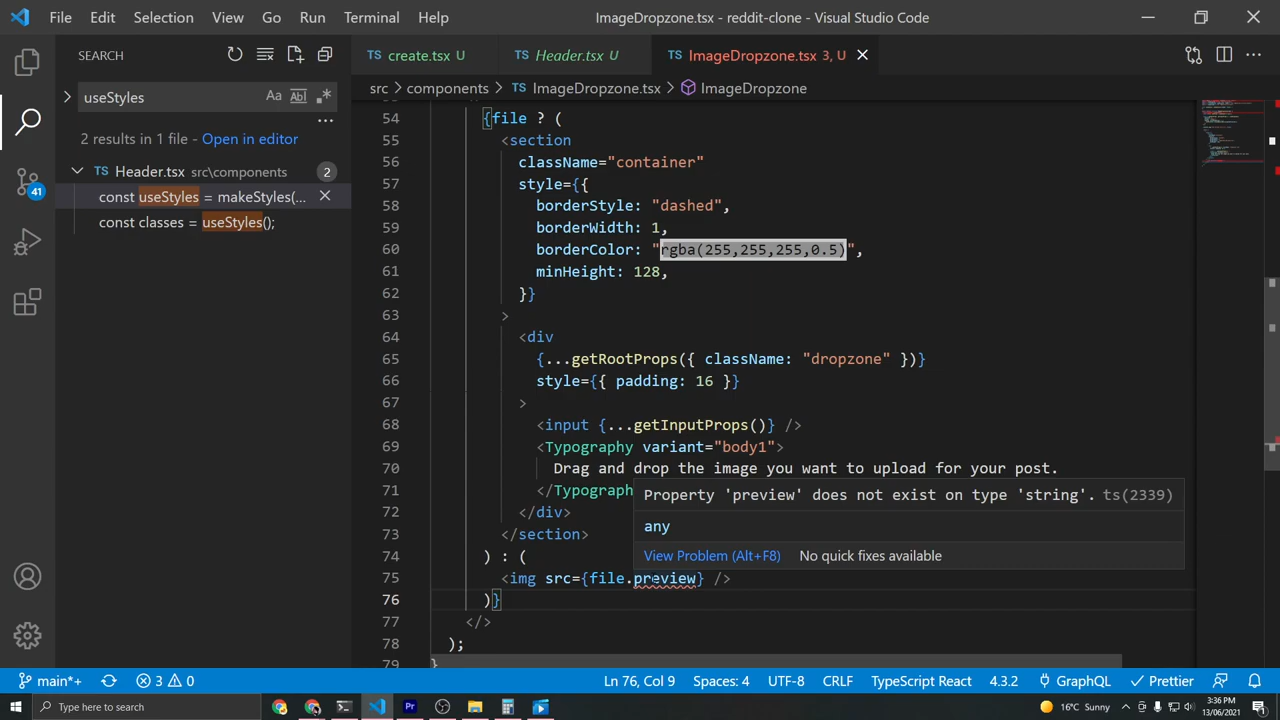 File Edit Selection View Go Run Terminal Help
ImageDropzone.tsx - reddit-clone - Visual Studio Code
SEARCH
TS create.tsx U
TS Header.tsx U
TS ImageDropzone.tsx 3, U
useStyles
Aa Abl .*
src > components > TS ImageDropzone.tsx > ImageDropzone
2 results in 1 file - Open in editor
TS Header.tsx src\components 2
const useStyles = makeStyles(...
const classes = useStyles();
41
54 {file ? (
55 <section
56 className="container"
57 style={{
58 borderStyle: "dashed",
59 borderWidth: 1,
60 borderColor: "rgba(255,255,255,0.5)",
61 minHeight: 128,
62 }}
63 >
64 <div
65 {...getRootProps({ className: "dropzone" })}
66 style={{ padding: 16 }}
67 >
68 <input {...getInputProps()} />
69 <Typography variant="body1">
70 Drag and drop the image you want to upload for your post.
71 </Typograph
Property 'preview' does not exist on type 'string'. ts(2339)
any
View Problem (Alt+F8) No quick fixes available
72 </div>
73 </section>
74 ) : (
75 <img src={file.preview} />
76 )}
77 </>
78 );
79 }
main*+ 3 0 Ln 76, Col 9 Spaces: 4 UTF-8 CRLF TypeScript React 4.3.2 GraphQL Prettier
Type here to search
Pr
16°C Sunny
3:36 PM
13/06/2021
1